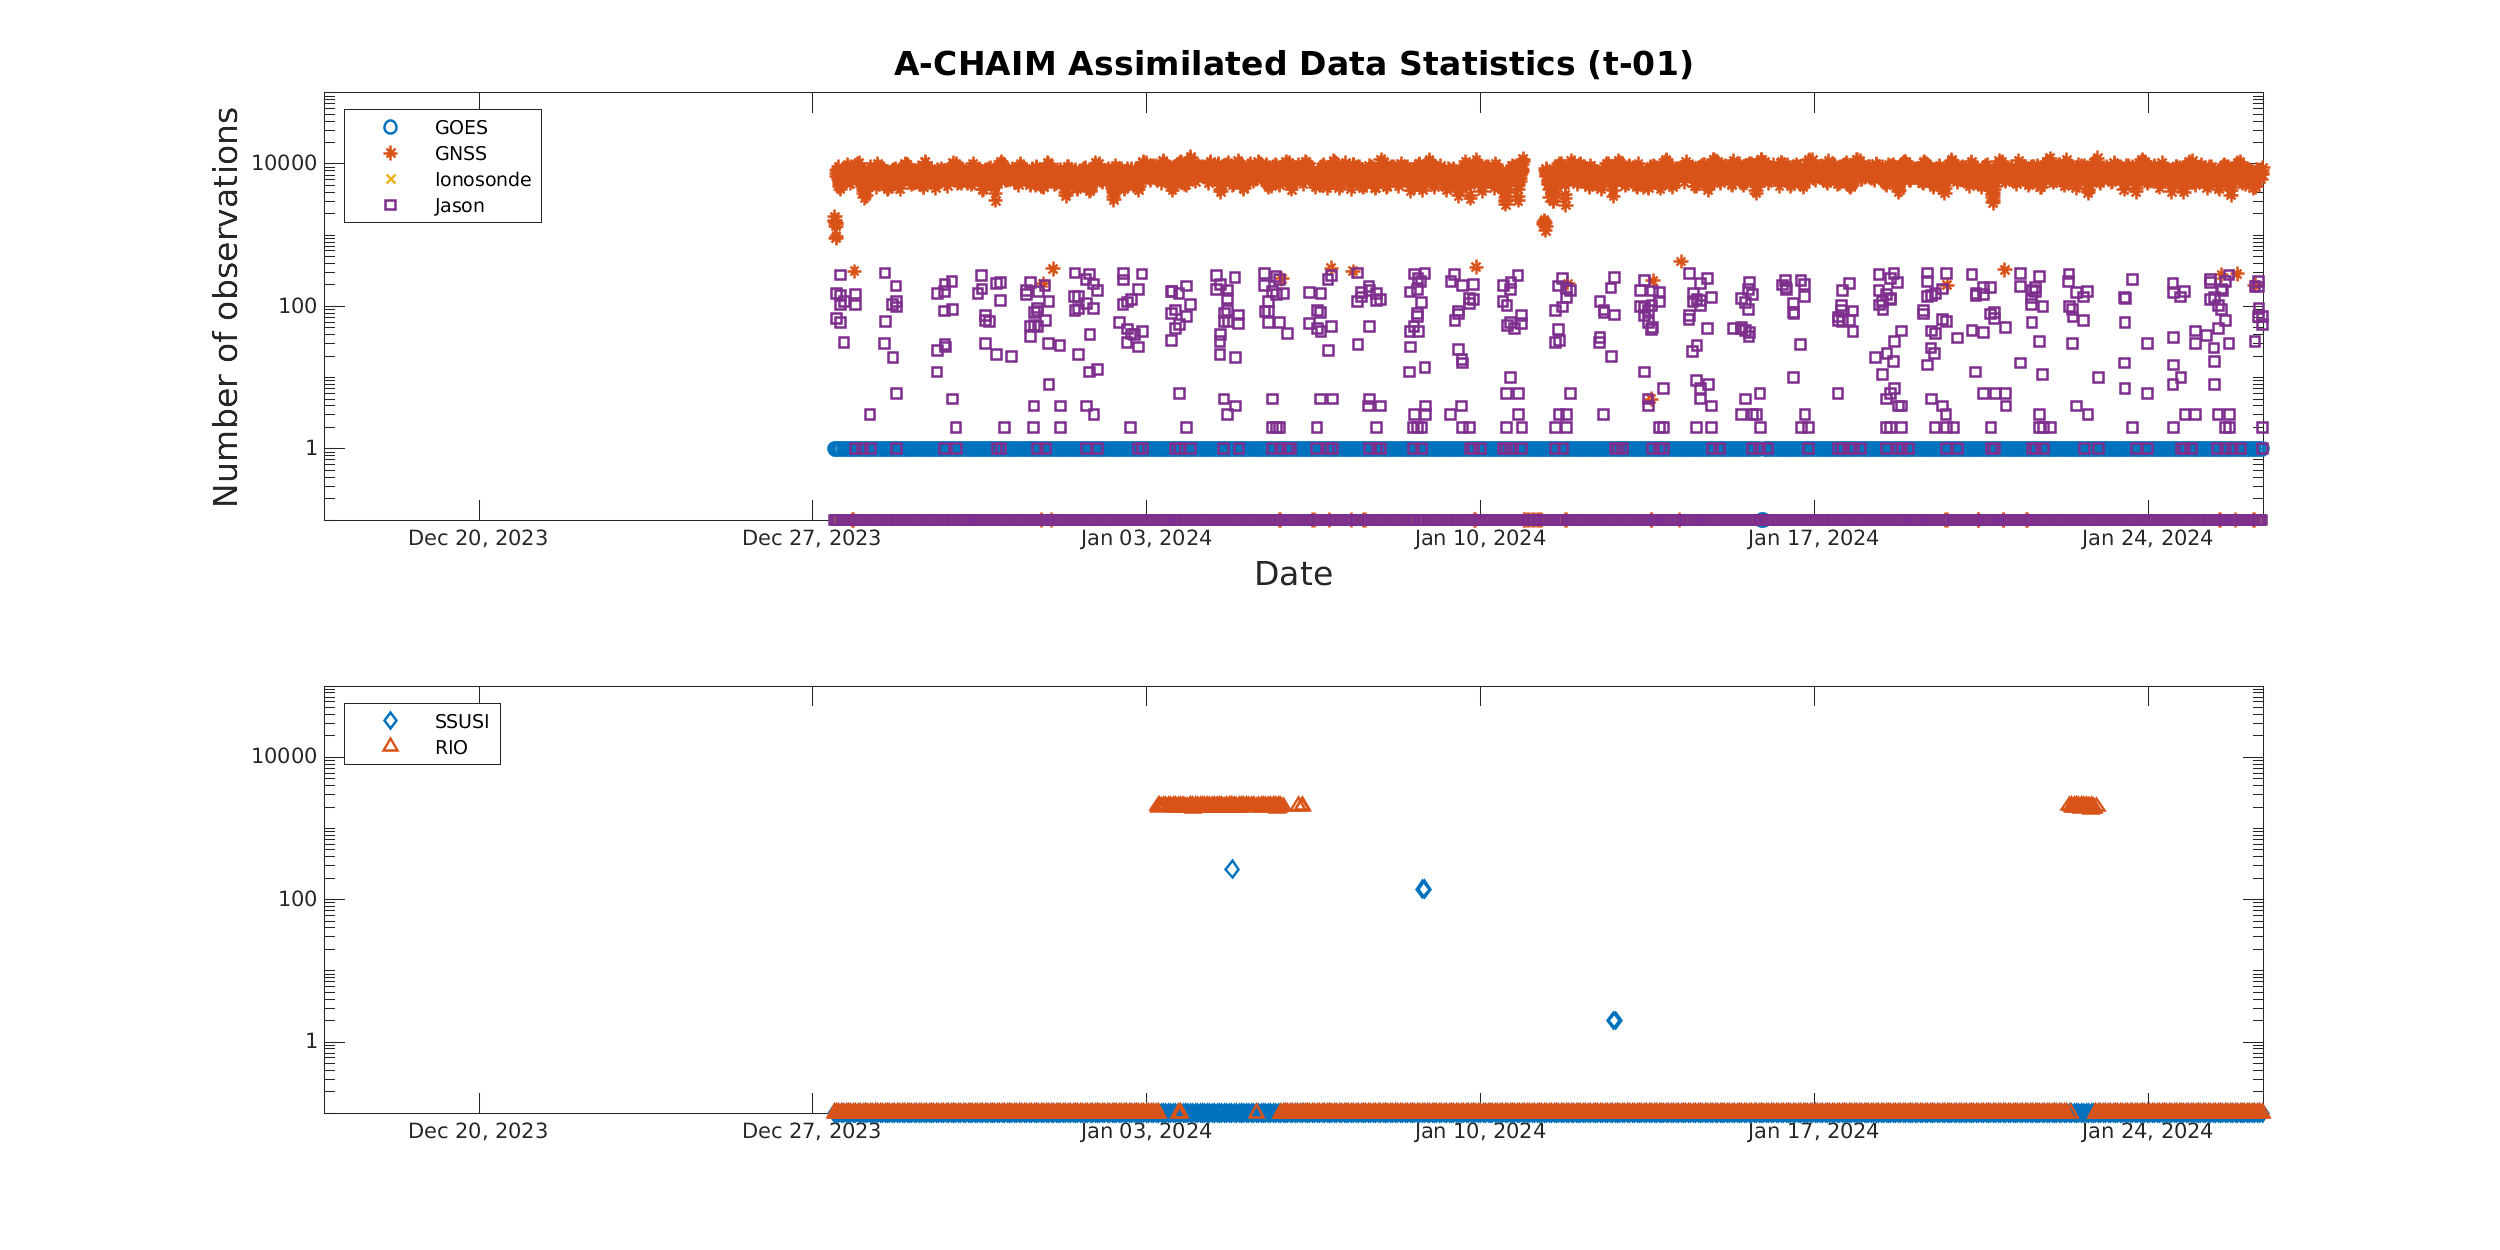 A-CHAIM Assimilated Data Statistics (t-01)
Number of observations
10000
100
1
GOES
GNSS
Ionosonde
Jason
Dec 20, 2023
Dec 27, 2023
Jan 03, 2024
Jan 10, 2024
Jan 17, 2024
Jan 24, 2024
Date
10000
100
1
SSUSI
RIO
Dec 20, 2023
Dec 27, 2023
Jan 03, 2024
Jan 10, 2024
Jan 17, 2024
Jan 24, 2024